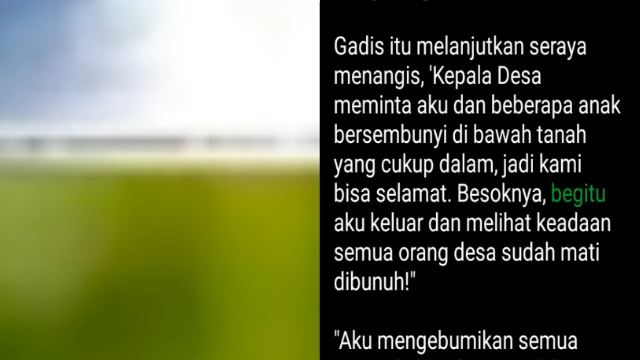 Gadis itu melanjutkan seraya
menangis, 'Kepala Desa
meminta aku dan beberapa anak
bersembunyi di bawah tanah
yang cukup dalam, jadi kami
bisa selamat. Besoknya, begitu
aku keluar dan melihat keadaan
semua orang desa sudah mati
dibunuh!"
"Aku mengebumikan semua